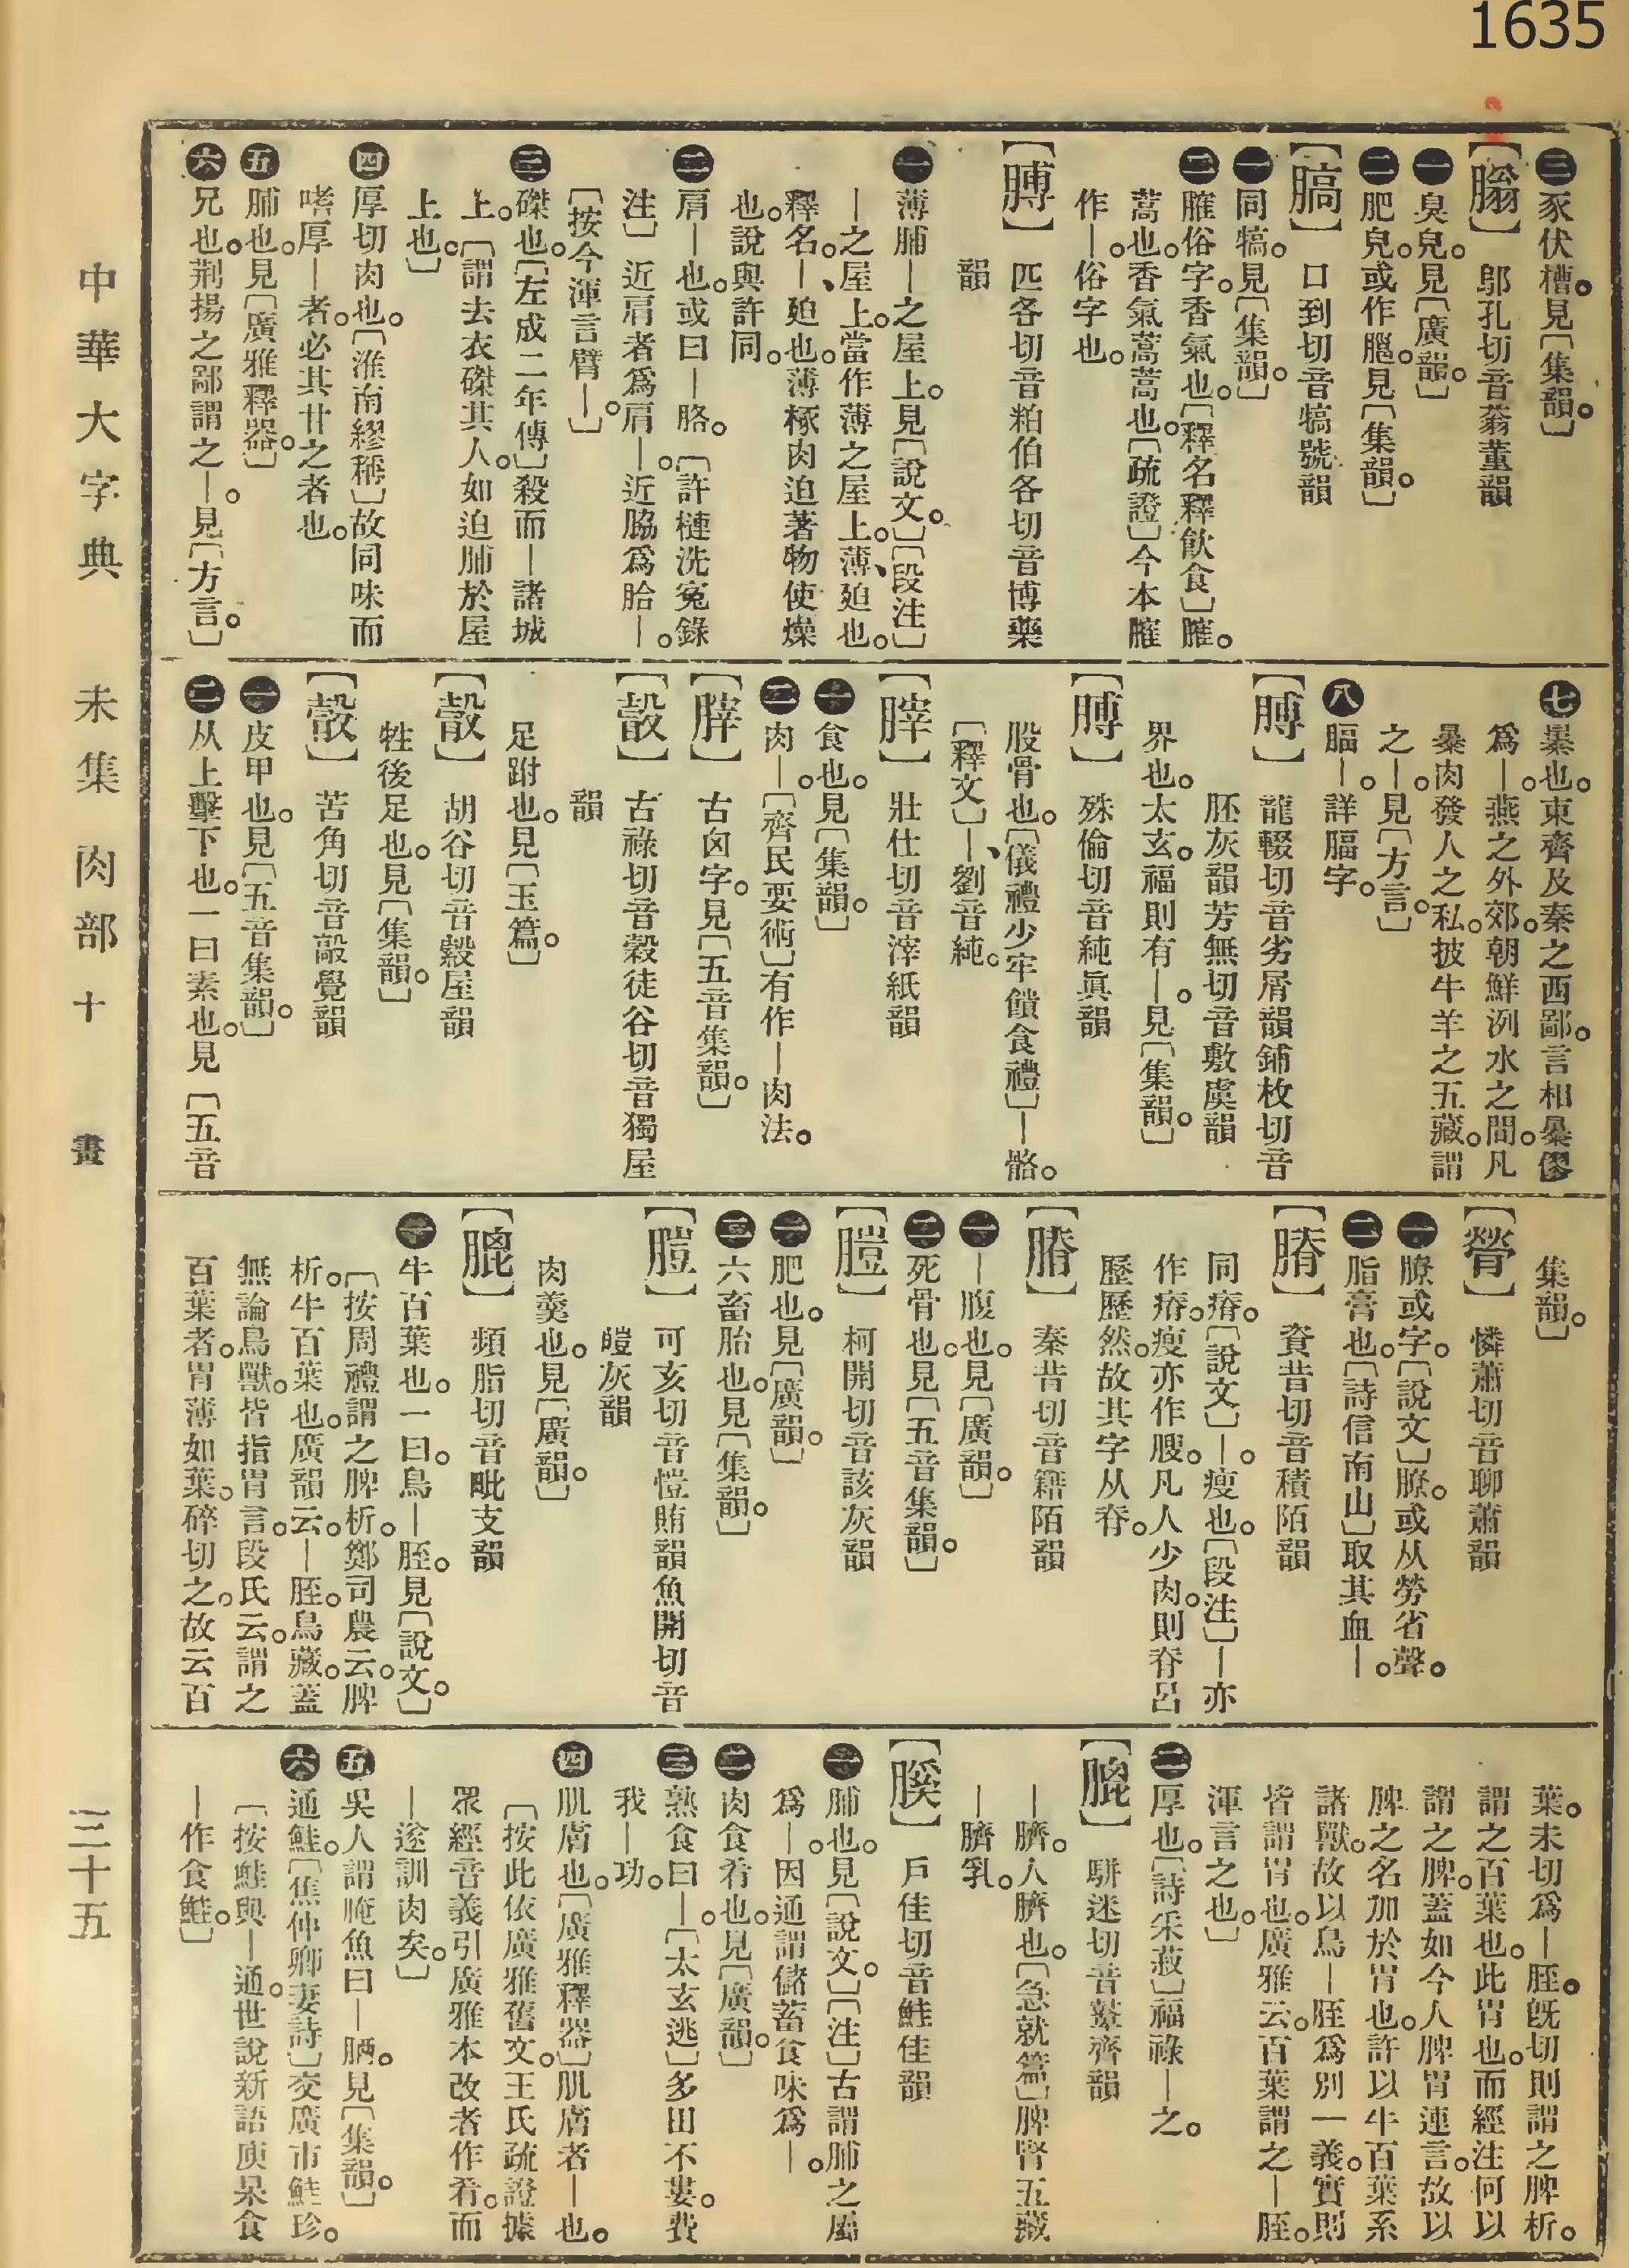 1635
㊂豕伏槽。見〔集韻。〕
〔䐥〕鄔孔切音蓊董韻
㊀臭皃。見〔廣韻。〕
㊁肥皃。或作膃。見〔集韻。〕
〔膏〕口到切音犒號韻
㊀同犒。見〔集韻。〕
㊁臛俗字。香氣也。〔釋名釋飲食〕臛。
蒿也。香氣蒿蒿也。〔疏證〕今本臛
作—。俗字也。
〔膊〕匹各切音粕伯各切音博藥
韻
㊀薄脯—之屋上。見〔說文。〕〔段注〕
—之屋上。當作薄之屋上。薄、迫也。
釋名。—、迫也。薄椓肉迫著物使燥
也。說與許同。
㊁肩—也。或曰—胳。〔許槤洗冤錄
注〕近肩者爲肩—。近脇爲胳—。
〔按今渾言臂—。〕
㊂磔也。〔左成二年傳〕殺而—諸城
上。〔謂去衣磔其人。如迫脯於屋
上也。〕
㊃厚切肉也。〔淮南繆稱〕故同味而
嗜厚—者。必其甘之者也。
㊄脯也。見〔廣雅釋器。〕
㊅兄也。荆揚之鄙謂之—。見〔方言。〕
㊆㬥也。東齊及秦之西鄙。言相㬥僇
爲—。燕之外郊。朝鮮洌水之間。凡
㬥肉發人之私。披牛羊之五藏。謂
之—。見〔方言。〕
㊇腷—。詳腷字。
〔膊〕龍輟切音劣屑韻鋪枚切音
胚灰韻芳無切音敷虞韻
界也。太玄。福則有—。見〔集韻。〕
〔膊〕殊倫切音純眞韻
股骨也。〔儀禮少牢饋食禮〕—骼。
〔釋文〕—、劉音純。
〔䏁〕壯仕切音滓紙韻
㊀食也。見〔集韻。〕
㊁肉—。〔齊民要術〕有作—肉法。
〔䏁〕古囟字。見〔五音集韻。〕
〔㱿〕古祿切音穀徒谷切音獨屋
韻
足跗也。見〔玉篇。〕
〔㱿〕胡谷切音縠屋韻
牲後足也。見〔集韻。〕
〔㱿〕苦角切音㱿覺韻
㊀皮甲也。見〔五音集韻。〕
㊁从上擊下也。一曰素也。見〔五音
集韻。〕
〔膋〕憐蕭切音聊蕭韻
㊀膫或字。〔說文〕膫。或从勞省聲。
㊁脂膏也。〔詩信南山〕取其血—。
〔膌〕資昔切音積陌韻
同瘠。〔說文〕—。瘦也。〔段注〕—亦
作瘠。瘦亦作膄。凡人少肉。則脊呂
歷歷然。故其字从脊。
〔膌〕秦昔切音籍陌韻
㊀—腹也。見〔廣韻。〕
㊁死骨也。見〔五音集韻。〕
〔膯〕柯開切音該灰韻
㊀肥也。見〔廣韻。〕
㊁六畜胎也。見〔集韻。〕
〔膯〕可亥切音愷賄韻魚開切音
皚灰韻
肉羹也。見〔廣韻。〕
〔膍〕頻脂切音毗支韻
㊀牛百葉也。一曰。鳥—胵。見〔說文。〕
〔按周禮謂之脾析。鄭司農云。脾
析。牛百葉也。廣韻云。—胵。鳥藏。蓋
無論鳥獸。皆指胃言。段氏云。謂之
百葉者。胃薄如葉。碎切之。故云百
葉。未切爲—胵。旣切則謂之脾析。
謂之百葉也。此胃也。而經注何以
謂之脾。蓋如今人脾胃連言。故以
脾之名加於胃也。許以牛百葉系
諸獸。故以鳥—胵爲別一義。實則
皆謂胃也。廣雅云。百葉謂之—胵。
渾言之也。〕
㊁厚也。〔詩采菽〕福祿—之。
〔膍〕騈迷切音鼙齊韻
—臍。人臍也。〔急就篇〕脾腎五藏
—臍乳。
〔膎〕戶佳切音鮭佳韻
㊀脯也。見〔說文。〕〔注〕古謂脯之屬
爲—。因通謂儲蓄食味爲—。
㊁肉食肴也。見〔廣韻。〕
㊂熟食曰—。〔太玄逃〕多田不婁。費
我—功。
㊃肌膚也。〔廣雅釋器〕肌膚者—也。
〔按此依廣雅舊文。王氏疏證據
眾經音義引廣雅本改者作肴。而
—遂訓肉矣。〕
㊄吳人謂腌魚曰—脼。見〔集韻。〕
㊅通鮭。〔焦仲卿妻詩〕交廣市鮭珍。
〔按鮭與—通。世說新語庾杲食
—作食鮭。〕
中華大字典　未集　肉部　十　畫　三十五